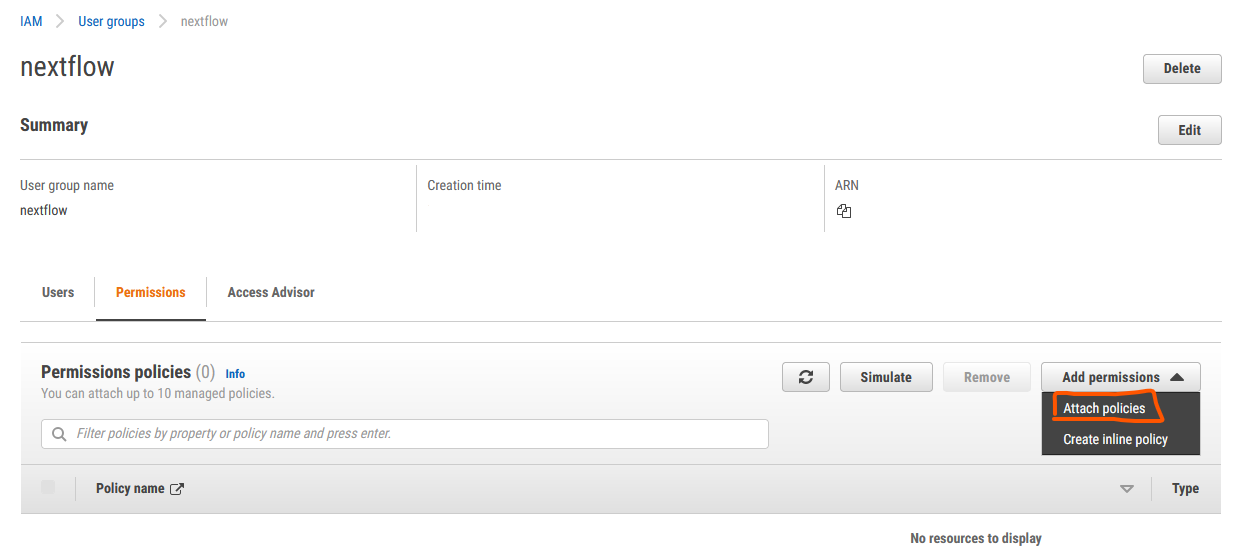 IAM User groups nextflow
nextflow
Delete
Summary
Edit
User group name Creation time ARN
nextflow
Users Permissions Access Advisor
Permissions policies (0) Info
You can attach up to 10 managed policies.
Simulate Remove Add permissions
Attach policies
Create inline policy
Filter policies by property or policy name and press enter.
Policy name Type
No resources to display